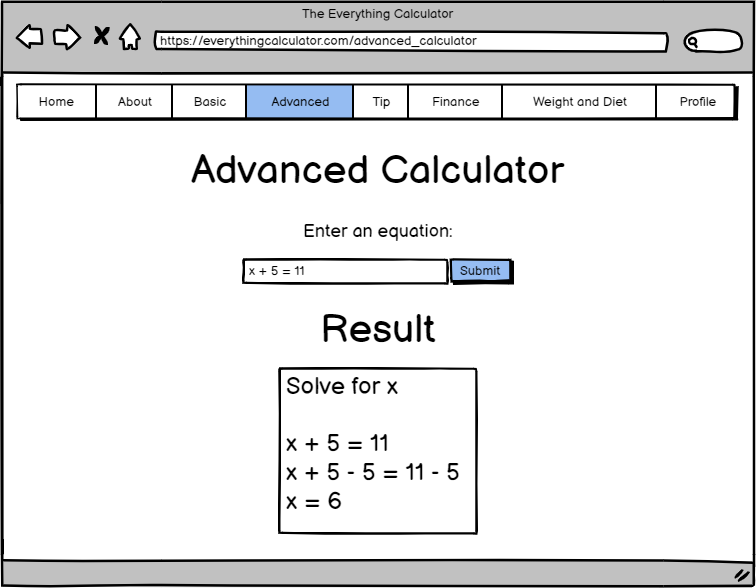 The Everything Calculator
https://everythingcalculator.com/advanced_calculator
Home About Basic Advanced Tip Finance Weight and Diet Profile
Advanced Calculator
Enter an equation:
x + 5 = 11 Submit
Result
Solve for x
x + 5 = 11
x + 5 - 5 = 11 - 5
x = 6